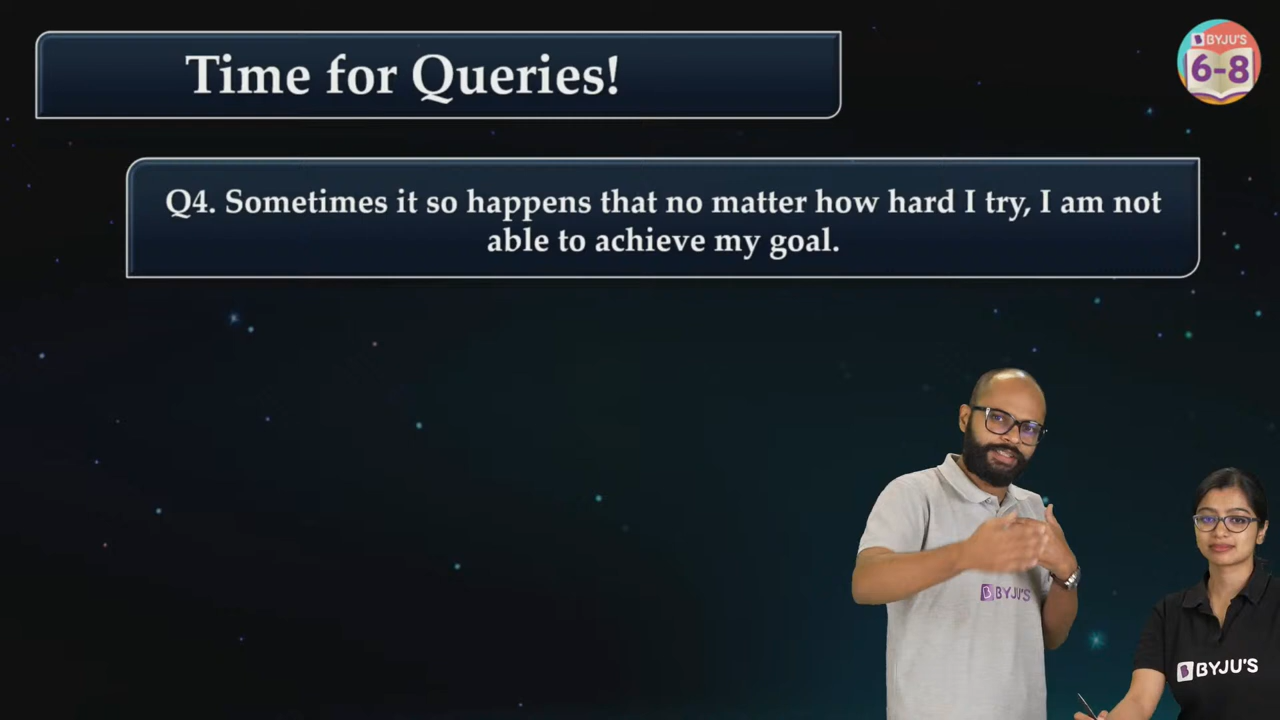 Time for Queries!
BYJU'S
6-8
Q4. Sometimes it so happens that no matter how hard I try, I am not
able to achieve my goal.
BYJU'S
BYJU'S